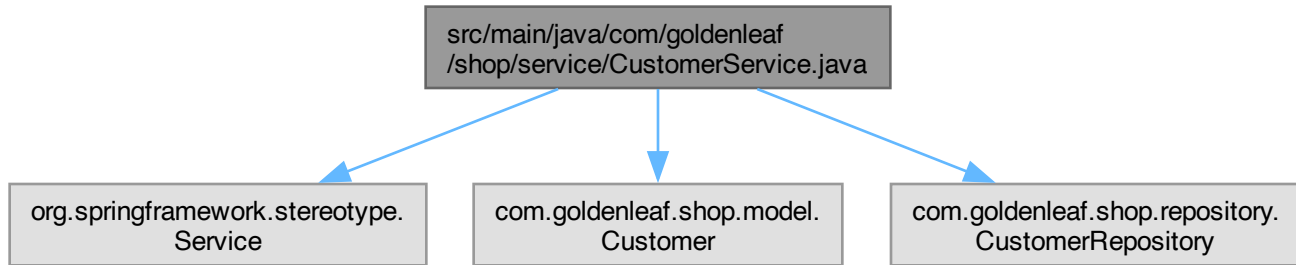 src/main/java/com/goldenleaf
/shop/service/CustomerService.java
org.springframework.stereotype.
Service
com.goldenleaf.shop.model.
Customer
com.goldenleaf.shop.repository.
CustomerRepository